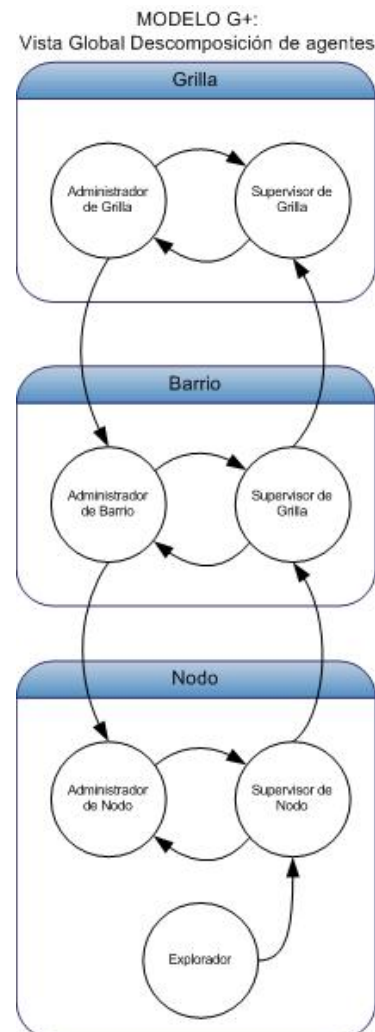 MODELO G+:
Vista Global Descomposición de agentes
Grilla
Administrador
de Grilla
Supervisor de
Grilla
Barrio
Administrador
de Barrio
Supervisor de
Grilla
Nodo
Administrador
de Nodo
Supervisor de
Nodo
Explorador